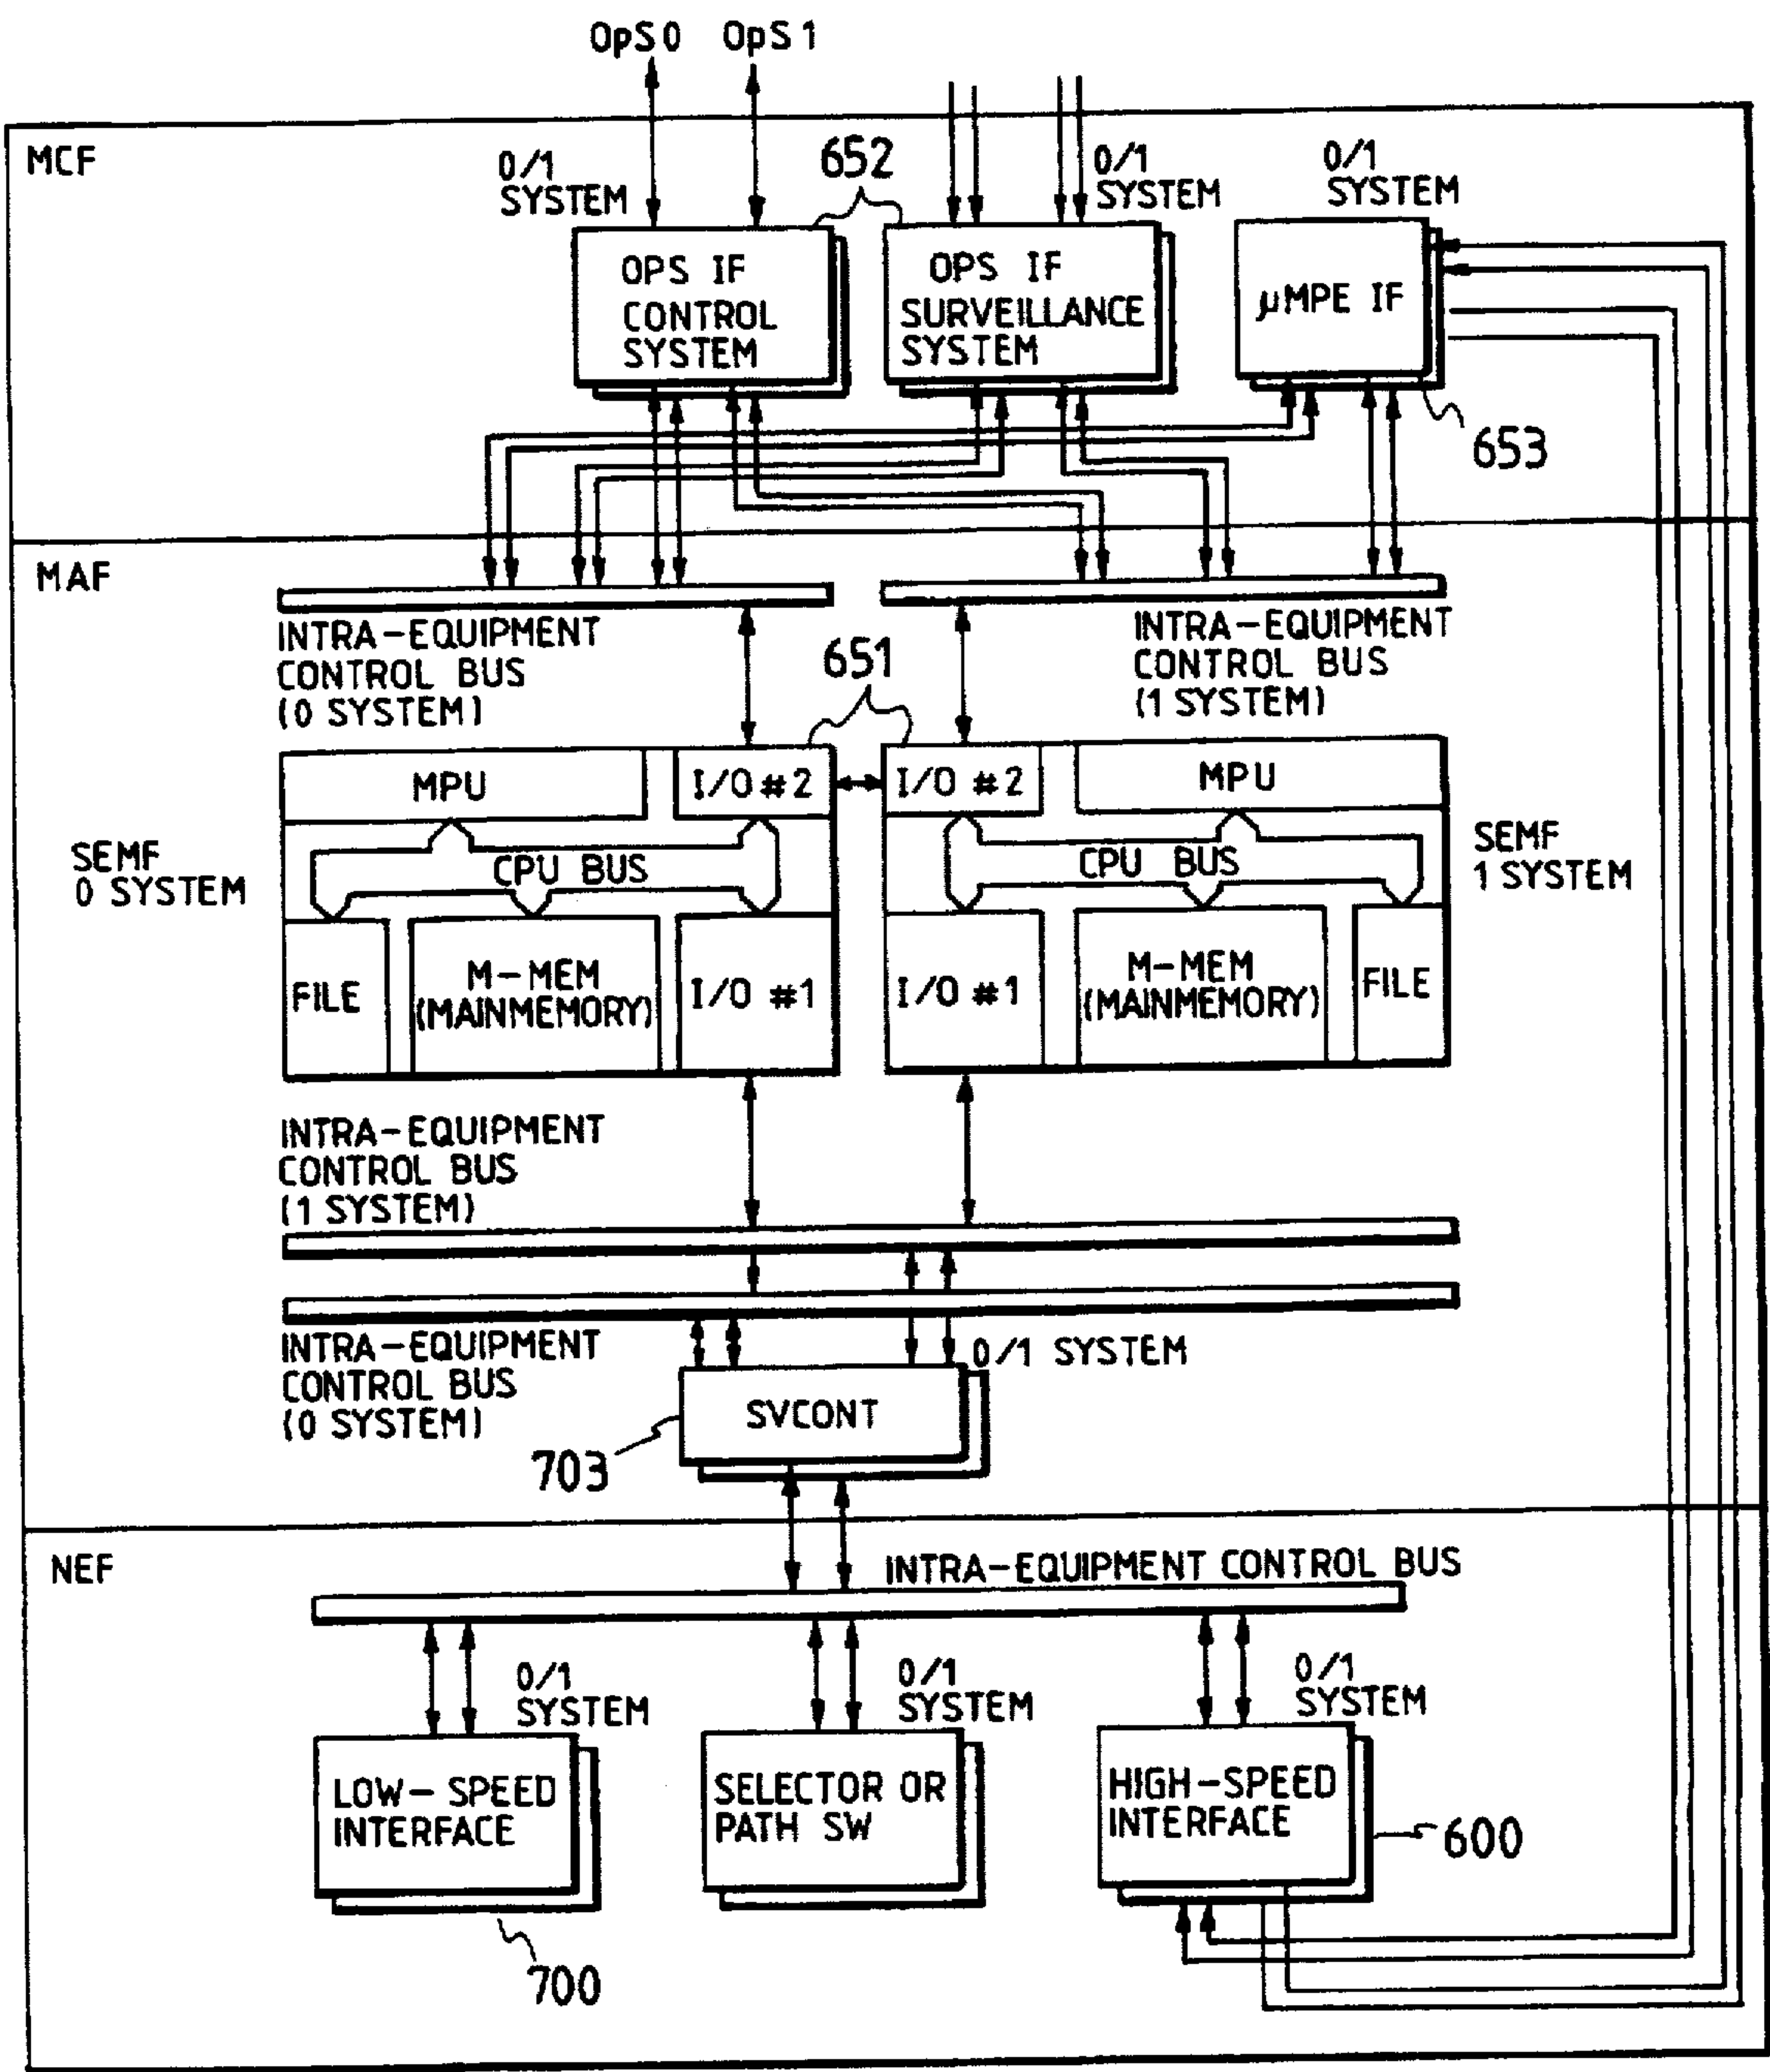 OpS0 OpS1
MCF
0/1
SYSTEM
652
0/1
SYSTEM
0/1
SYSTEM
OPS IF
CONTROL
SYSTEM
OPS IF
SURVEILLANCE
SYSTEM
μMPE IF
653
MAF
INTRA-EQUIPMENT
CONTROL BUS
(0 SYSTEM)
651
INTRA-EQUIPMENT
CONTROL BUS
(1 SYSTEM)
MPU
I/O #2
I/O #2
MPU
SEMF
0 SYSTEM
CPU BUS
CPU BUS
SEMF
1 SYSTEM
FILE
M-MEM
(MAINMEMORY)
I/O #1
I/O #1
M-MEM
(MAINMEMORY)
FILE
INTRA-EQUIPMENT
CONTROL BUS
(1 SYSTEM)
INTRA-EQUIPMENT
CONTROL BUS
(0 SYSTEM)
0/1 SYSTEM
SVCONT
703
NEF
INTRA-EQUIPMENT CONTROL BUS
0/1
SYSTEM
0/1
SYSTEM
0/1
SYSTEM
LOW-SPEED
INTERFACE
SELECTOR OR
PATH SW
HIGH-SPEED
INTERFACE
600
700